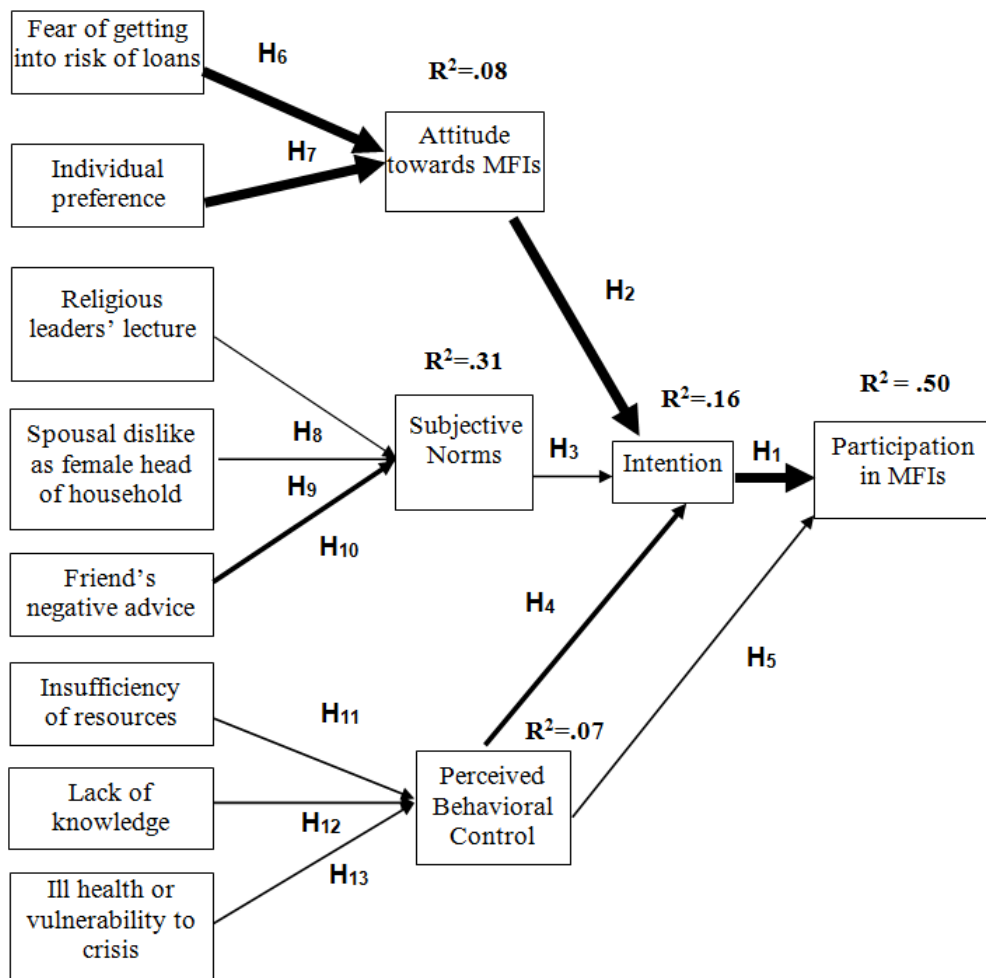 Fear of getting
into risk of loans
H6
R²=.08
Attitude
towards MFIs
H7
Individual
preference
H2
Religious
leaders’ lecture
R²=.31
R²=.16
R² = .50
Subjective
Norms
H8
Spousal dislike
as female head
of household
H3
Intention
H1
Participation
in MFIs
H9
H10
Friend’s
negative advice
H4
H5
Insufficiency
of resources
H11
R²=.07
Perceived
Behavioral
Control
Lack of
knowledge
H12
H13
Ill health or
vulnerability to
crisis